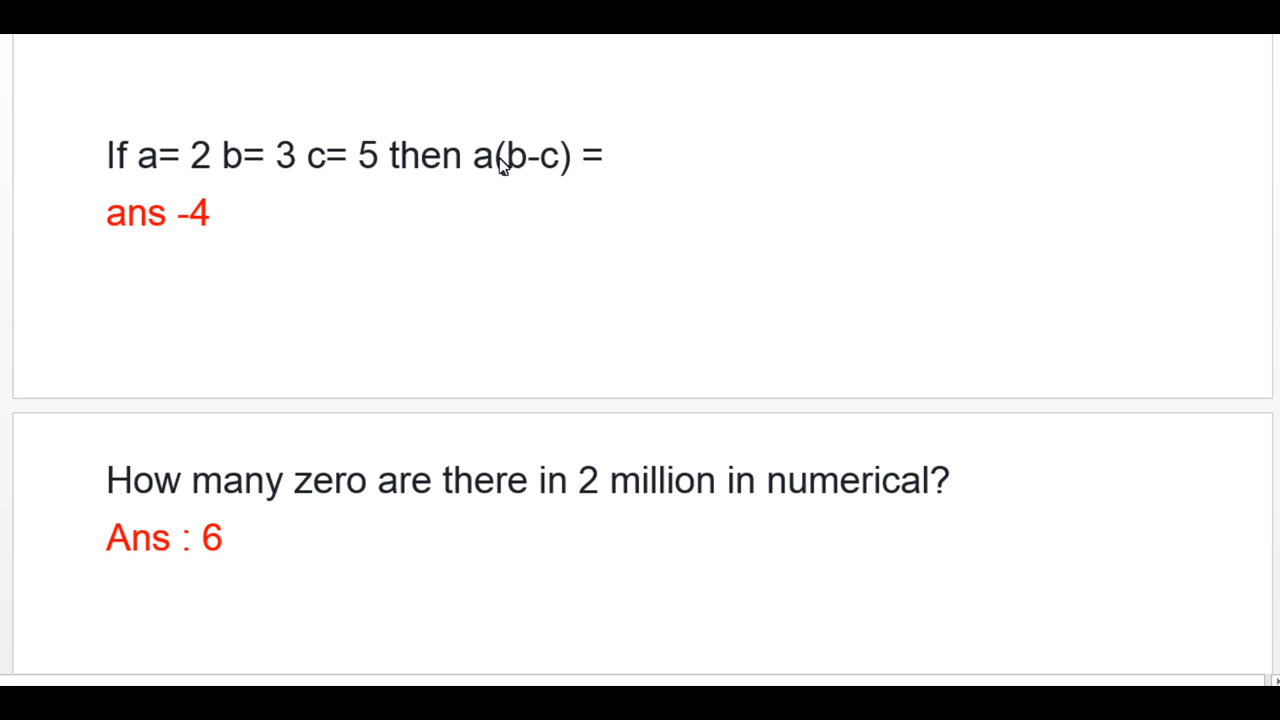 If a= 2 b= 3 c= 5 then a(b-c) =
ans -4
How many zero are there in 2 million in numerical?
Ans : 6